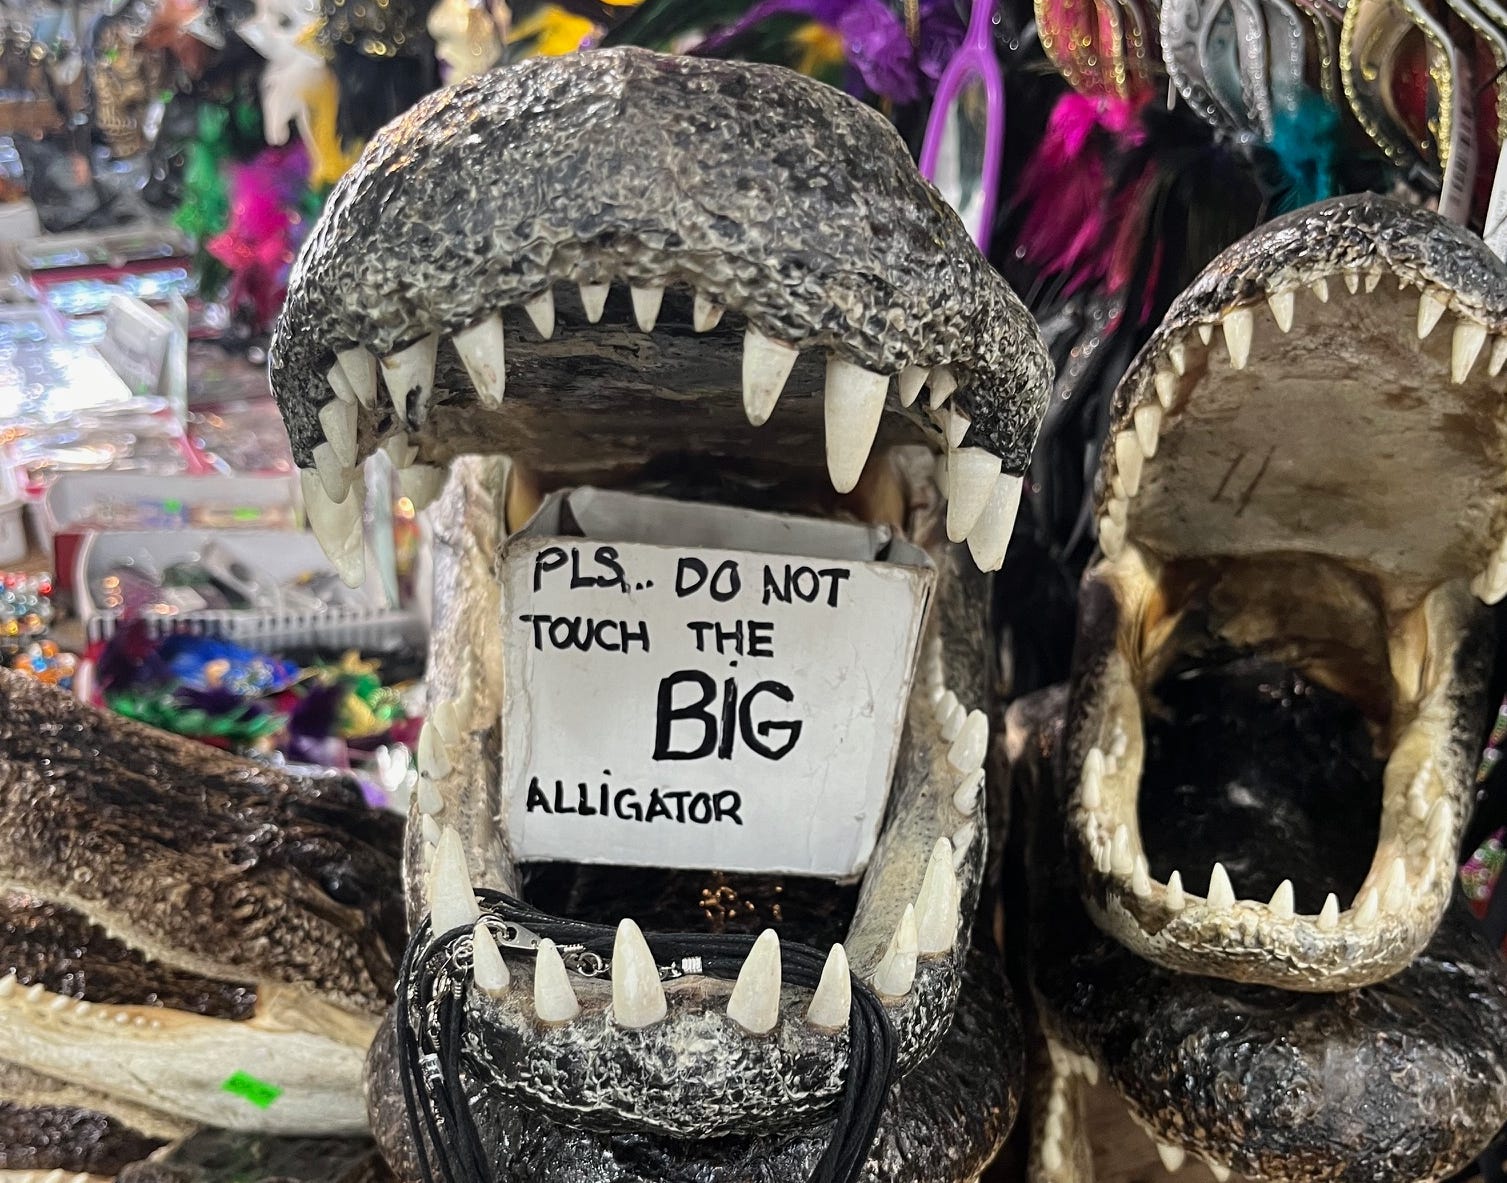 PLS... DO NOT
TOUCH THE
BIG
ALLIGATOR